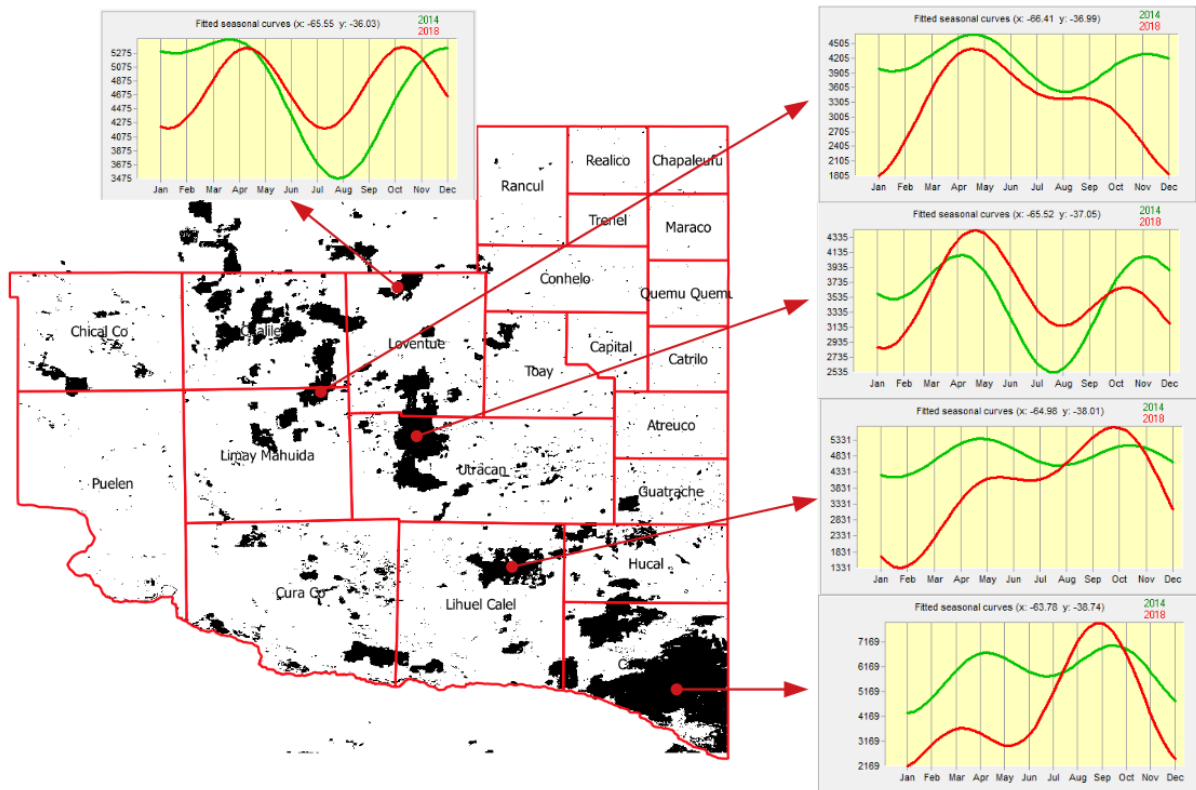 Fitted seasonal curves (x: -65.55 y: -36.03)
2014
2018
5275
5075
4875
4675
4475
4275
4075
3875
3675
3475
Jan Feb Mar Apr May Jun Jul Aug Sep Oct Nov Dec
Fitted seasonal curves (x: -66.41 y: -36.99)
2014
2018
4505
4205
3905
3605
3305
3005
2705
2405
2105
1805
Jan Feb Mar Apr May Jun Jul Aug Sep Oct Nov Dec
Fitted seasonal curves (x: -65.52 y: -37.05)
2014
2018
4335
4135
3935
3735
3535
3335
3135
2935
2735
2535
Jan Feb Mar Apr May Jun Jul Aug Sep Oct Nov Dec
Fitted seasonal curves (x: -64.98 y: -38.01)
2014
2018
5331
4831
4331
3831
3331
2831
2331
1831
1331
Jan Feb Mar Apr May Jun Jul Aug Sep Oct Nov Dec
Fitted seasonal curves (x: -63.78 y: -38.74)
2014
2018
7169
6169
5169
4169
3169
2169
Jan Feb Mar Apr May Jun Jul Aug Sep Oct Nov Dec
Rancul
Realico
Chapaleufu
Trenel
Maraco
Conhelo
Quemu Quemu
Chical Co
Loventue
Toay
Capital
Catrilo
Limay Mahuida
Utracan
Atreuco
Puelen
Guatrache
Cura Co
Lihuel Calel
Hucal